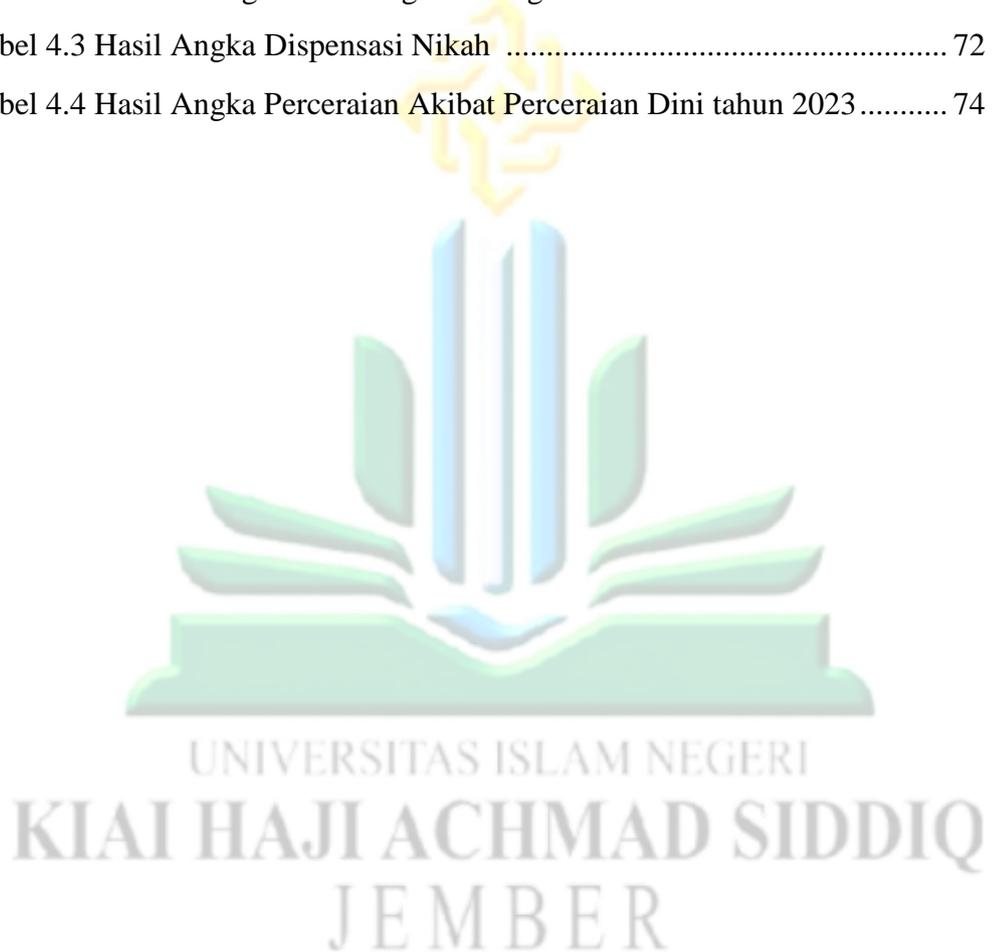 bel 4.3 Hasil Angka Dispensasi Nikah ....................................................... 72
bel 4.4 Hasil Angka Perceraian Akibat Perceraian Dini tahun 2023........... 74
UNIVERSITAS ISLAM NEGERI
KIAI HAJI ACHMAD SIDDIQ
JEMBER